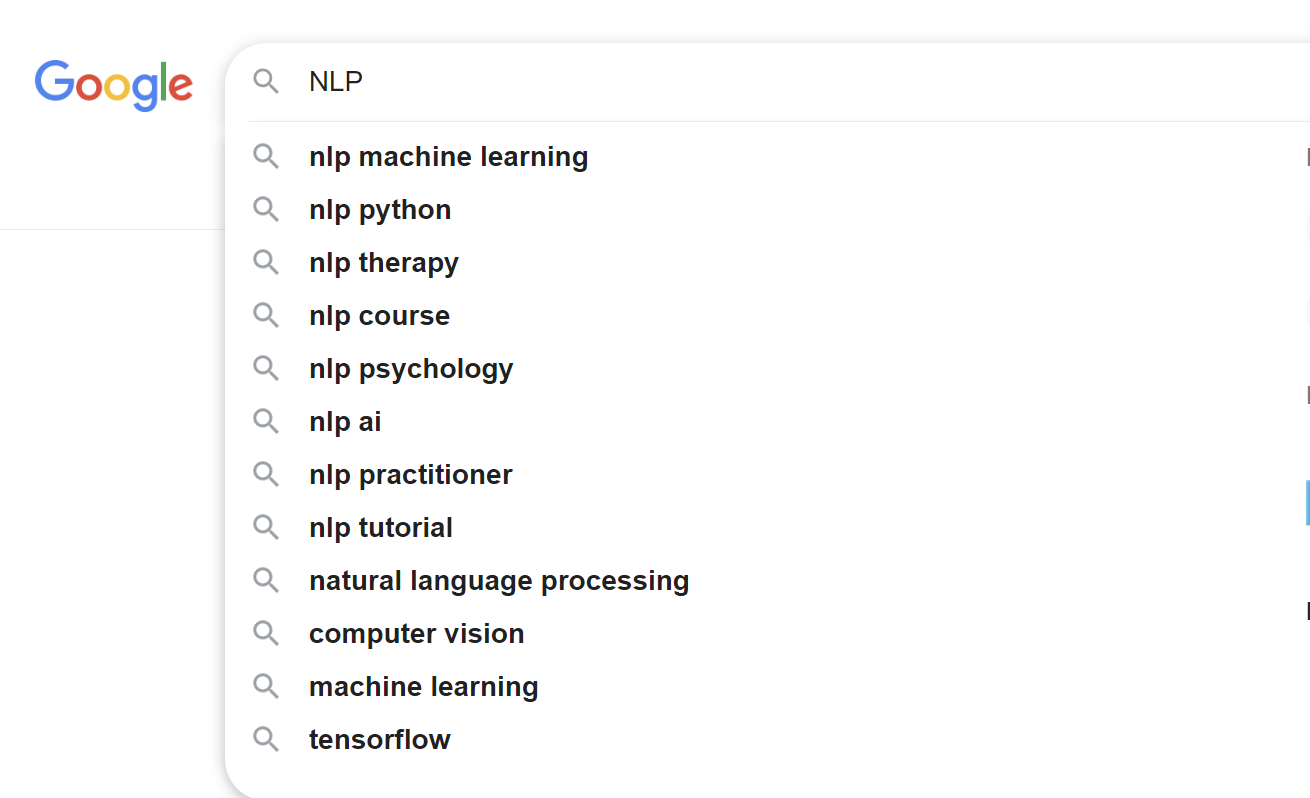 Google
NLP
nlp machine learning
nlp python
nlp therapy
nlp course
nlp psychology
nlp ai
nlp practitioner
nlp tutorial
natural language processing
computer vision
machine learning
tensorflow